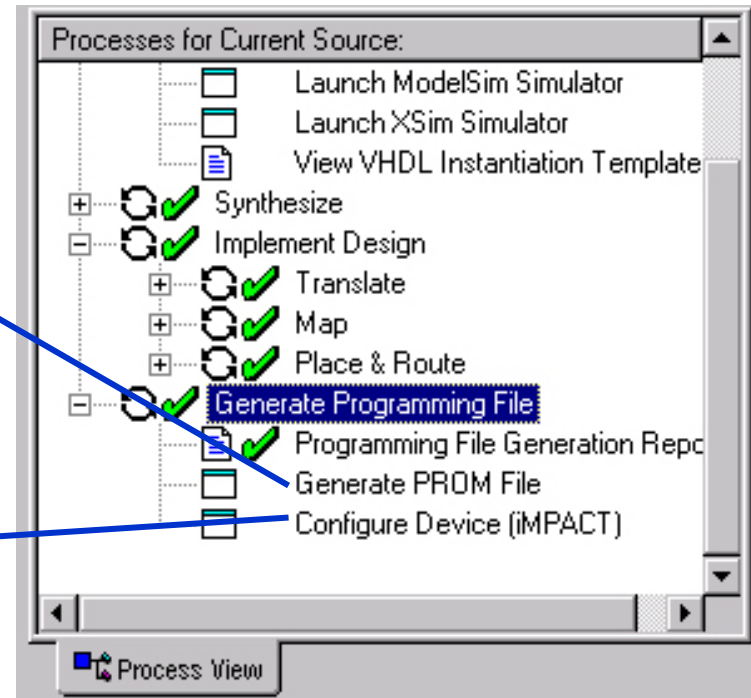 Processes for Current Source:
Launch ModelSim Simulator
Launch XSim Simulator
View VHDL Instantiation Template
Synthesize
Implement Design
Translate
Map
Place & Route
Generate Programming File
Programming File Generation Repo
Generate PROM File
Configure Device (iMPACT)
Process View